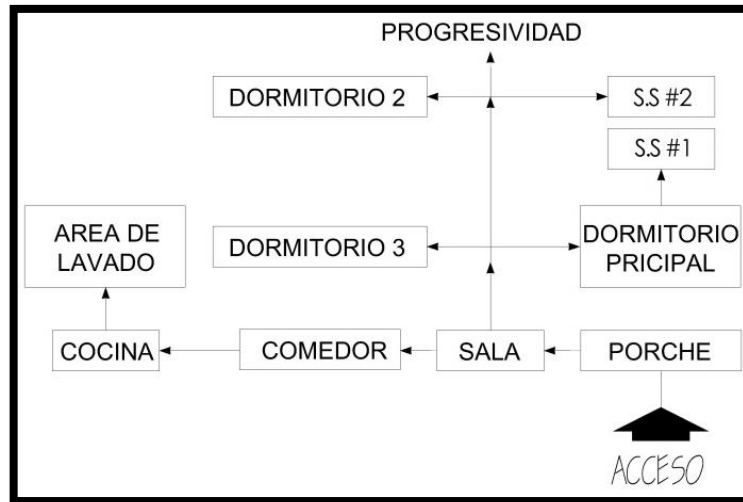 PROGRESIVIDAD
DORMITORIO 2
S.S #2
S.S #1
AREA DE
LAVADO
DORMITORIO 3
DORMITORIO
PRICIPAL
COCINA
COMEDOR
SALA
PORCHE
ACCESO